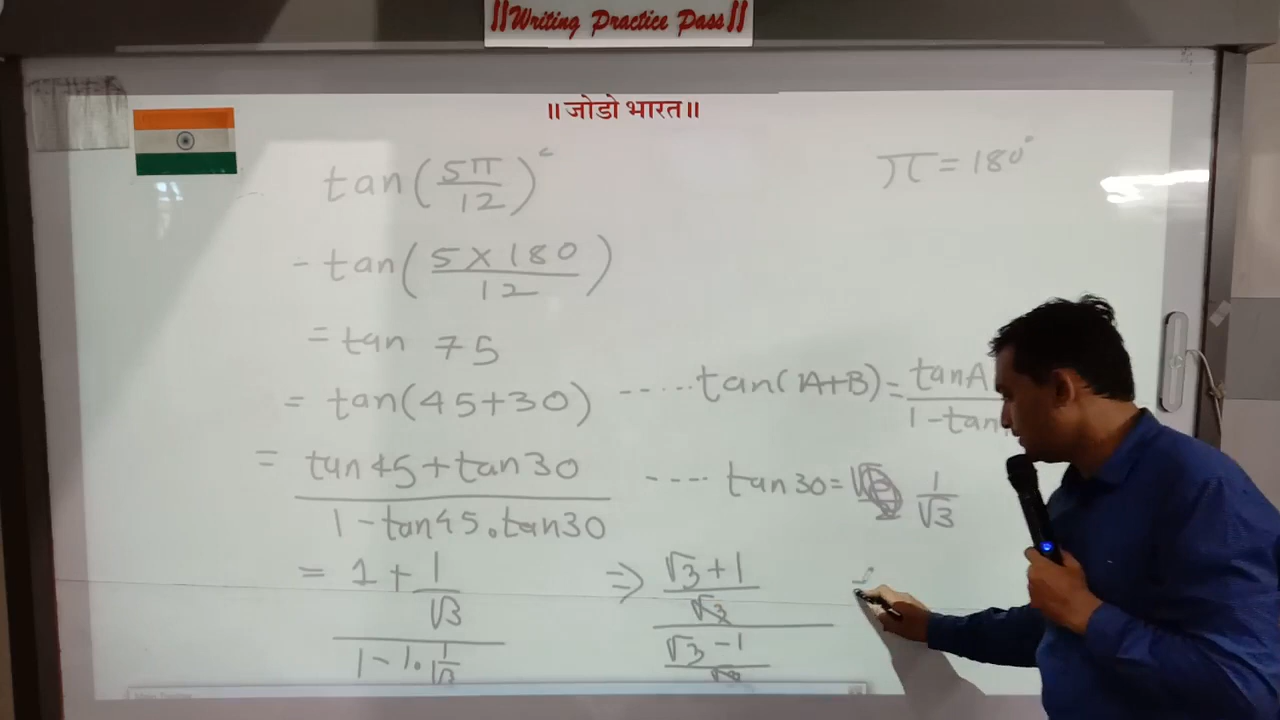 ||Writing Practice Pass||
॥ जोडो भारत॥
tan(5π/12)ᶜ
π = 180°
- tan(5×180/12)
= tan 75
= tan(45+30) ----- tan(A+B) = tanA / 1-tan
= tan45+tan30 / 1-tan45.tan30 ---- tan30 = 1/√3
= 1 + 1/√3 / 1-1.1/√3 ⇒ √3+1/√3 / √3-1/√3